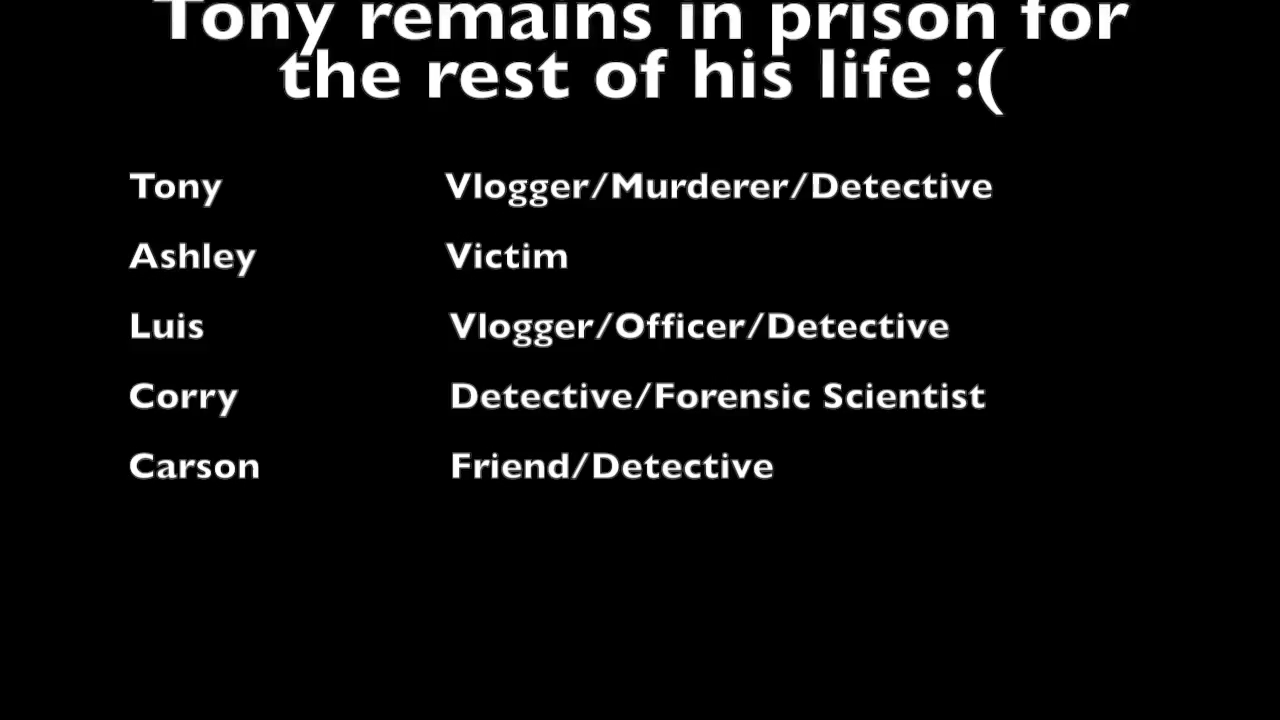 Tony remains in prison for
the rest of his life :(
Tony Vlogger/Murderer/Detective
Ashley Victim
Luis Vlogger/Officer/Detective
Corry Detective/Forensic Scientist
Carson Friend/Detective